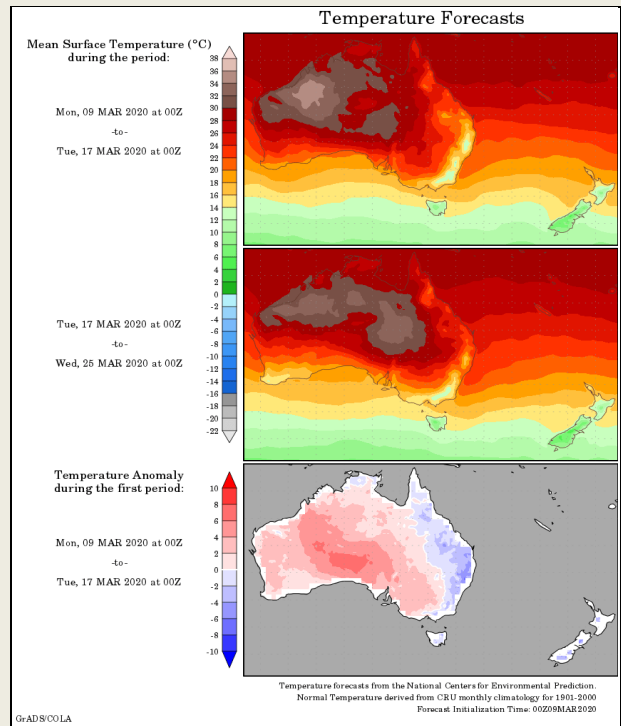 Temperature Forecasts
Mean Surface Temperature (°C)
during the period:
Mon, 09 MAR 2020 at 00Z
-to-
Tue, 17 MAR 2020 at 00Z
38
36
34
32
30
28
26
24
22
20
18
16
14
12
10
8
6
4
2
0
-2
-4
-6
-8
-10
-12
-14
-16
-18
-20
-22
Tue, 17 MAR 2020 at 00Z
-to-
Wed, 25 MAR 2020 at 00Z
Temperature Anomaly
during the first period:
Mon, 09 MAR 2020 at 00Z
-to-
Tue, 17 MAR 2020 at 00Z
10
8
6
4
2
0
-2
-4
-6
-8
-10
Temperature forecasts from the National Centers for Environmental Prediction.
Normal Temperature derived from CRU monthly climatology for 1901-2000
Forecast Initialization Time: 00Z09MAR2020
GrADS/COLA